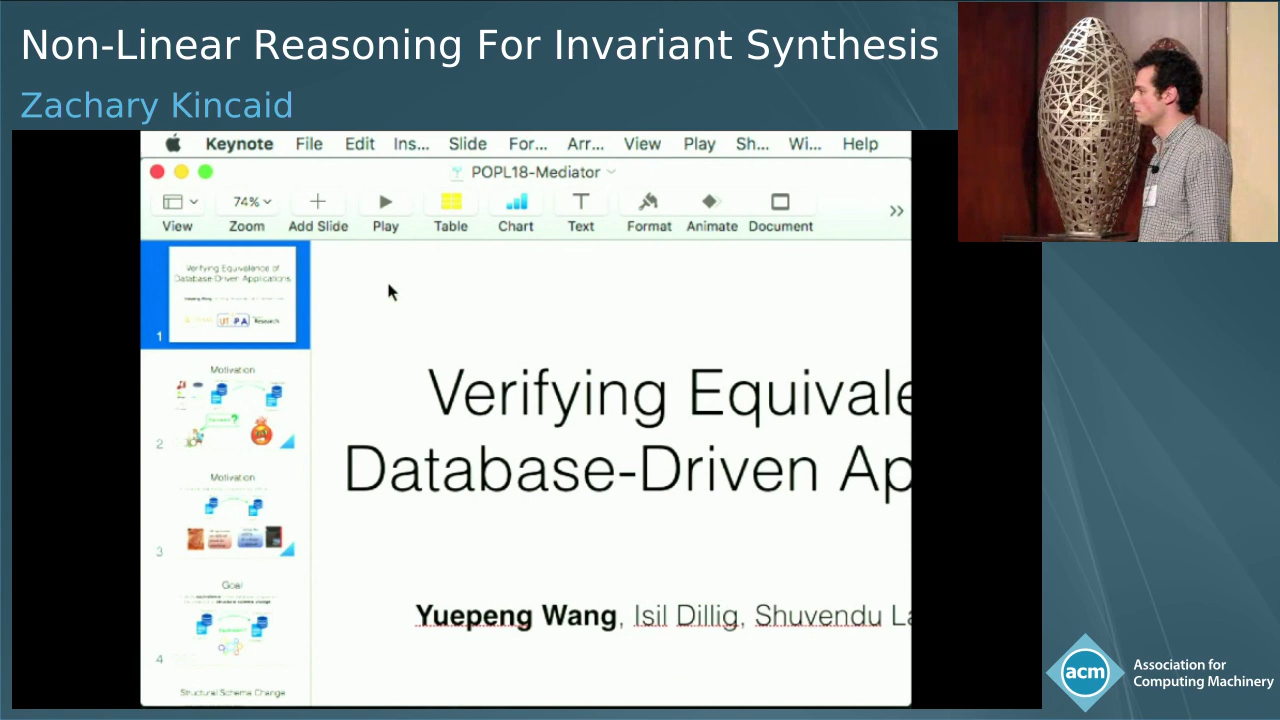 Non-Linear Reasoning For Invariant Synthesis
Zachary Kincaid
Keynote File Edit Ins... Slide For... Arr... View Play Sh... Wi... Help
POPL18-Mediator
74%
View Zoom Add Slide Play Table Chart Text Format Animate Document
Verifying Equivalence of
Database-Driven Applications
1
Motivation
2
Motivation
3
Goal
4
Structural Schema Change
Verifying Equivale
Database-Driven Ap
Yuepeng Wang, Isil Dillig, Shuvendu La
acm
Association for
Computing Machinery